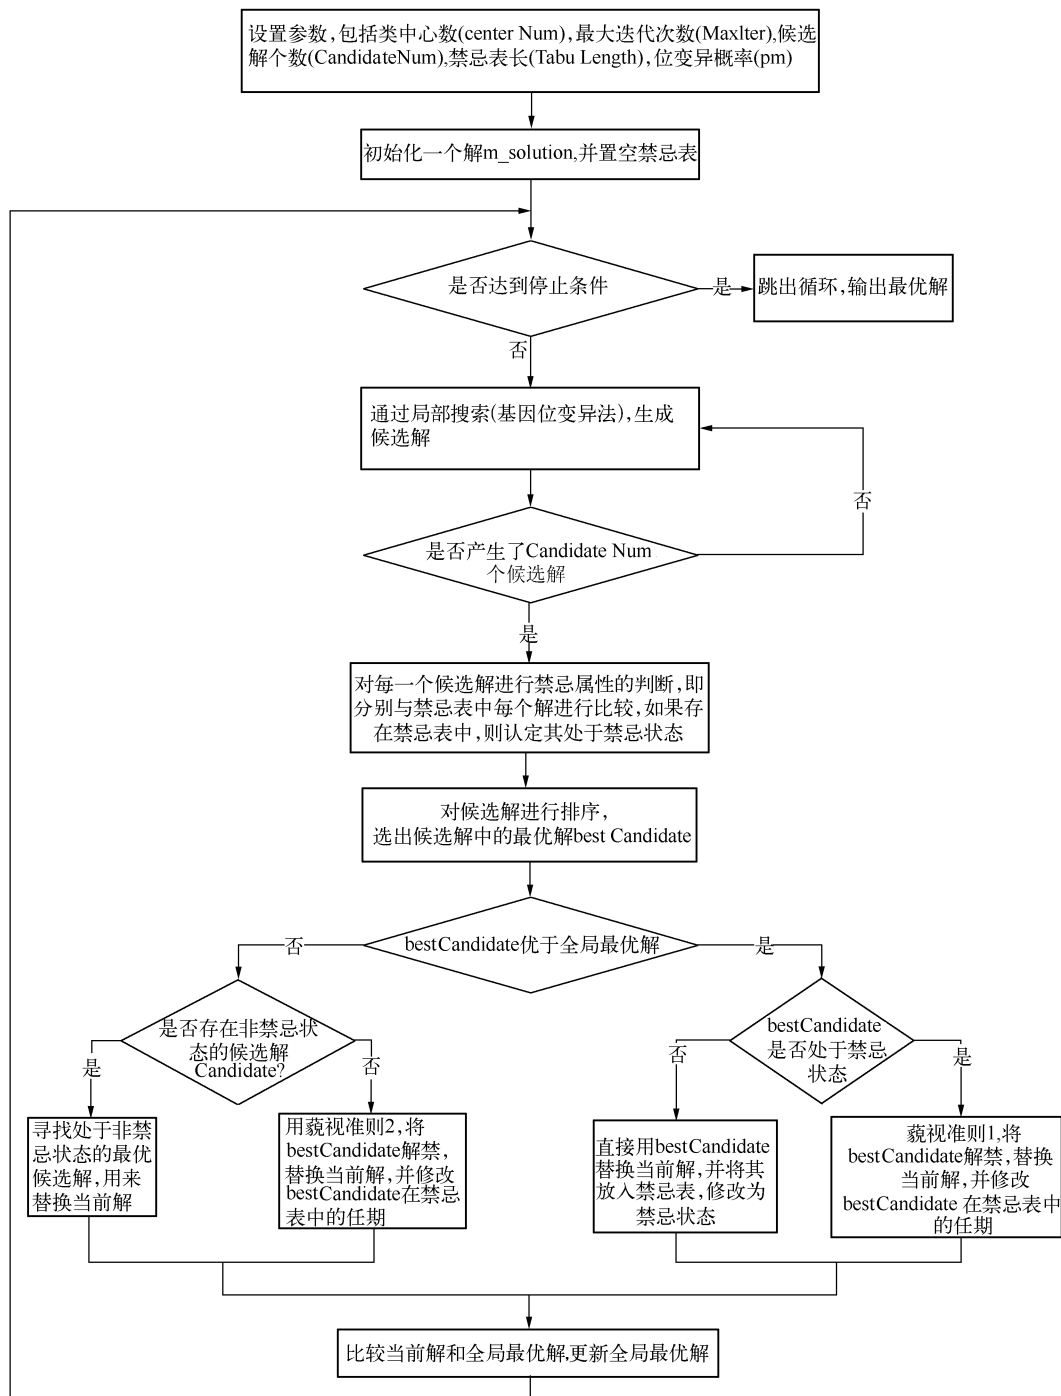 设置参数,包括类中心数(center Num),最大迭代次数(MaxIter),候选
解个数(CandidateNum),禁忌表长(Tabu Length),位变异概率(pm)
初始化一个解m_solution,并置空禁忌表
是否达到停止条件
是
跳出循环,输出最优解
否
通过局部搜索(基因位变异法),生成
候选解
否
是否产生了Candidate Num
个候选解
是
对每一个候选解进行禁忌属性的判断,即
分别与禁忌表中每个解进行比较,如果存
在禁忌表中,则认定其处于禁忌状态
对候选解进行排序,
选出候选解中的最优解best Candidate
否
bestCandidate优于全局最优解
是
是否存在非禁忌状
态的候选解
Candidate?
是
否
bestCandidate
是否处于禁忌
状态
否
是
寻找处于非禁
忌状态的最优
候选解,用来
替换当前解
用藐视准则2,将
bestCandidate解禁,
替换当前解,并修改
bestCandidate在禁忌
表中的任期
直接用bestCandidate
替换当前解,并将其
放入禁忌表,修改为
禁忌状态
藐视准则1,将
bestCandidate解禁,替换
当前解,并修改
bestCandidate 在禁忌表中
的任期
比较当前解和全局最优解,更新全局最优解